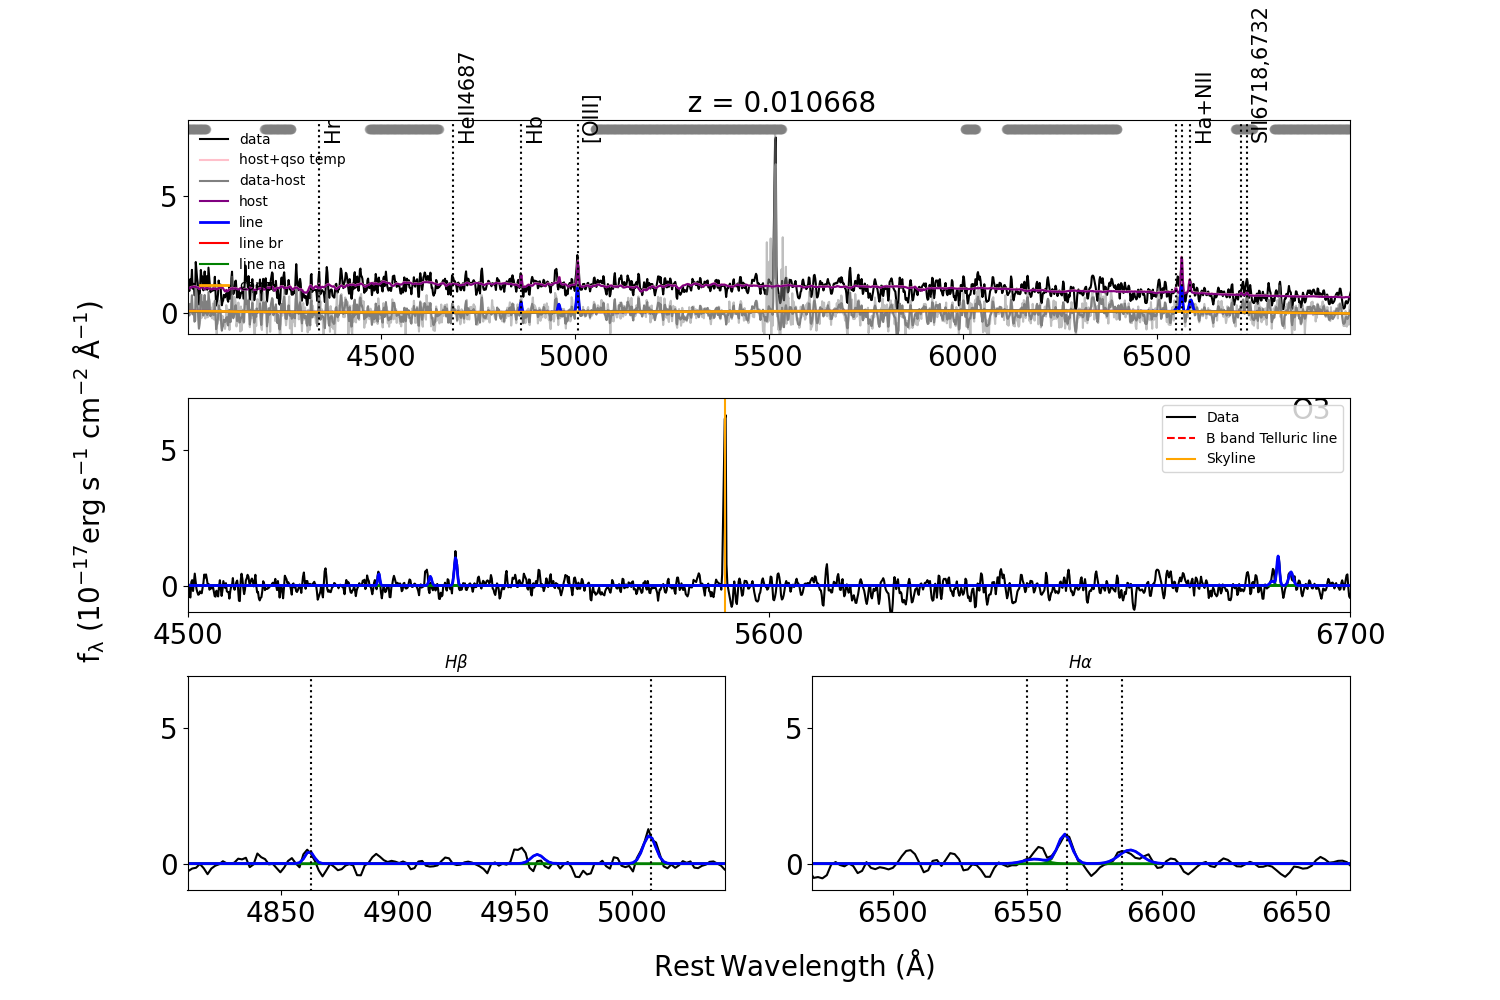 z = 0.010668
Hr
HeII4687
Hb
[OIII]
Ha+NII
SII6718,6732
data
host+qso temp
data-host
host
line
line br
line na
5
0
4500
5000
5500
6000
6500
O3
Data
B band Telluric line
Skyline
5
0
4500
5600
6700
fλ (10−17erg s−1 cm−2 Å−1)
Hβ
5
0
4850
4900
4950
5000
Hα
5
0
6500
6550
6600
6650
Rest Wavelength (Å)